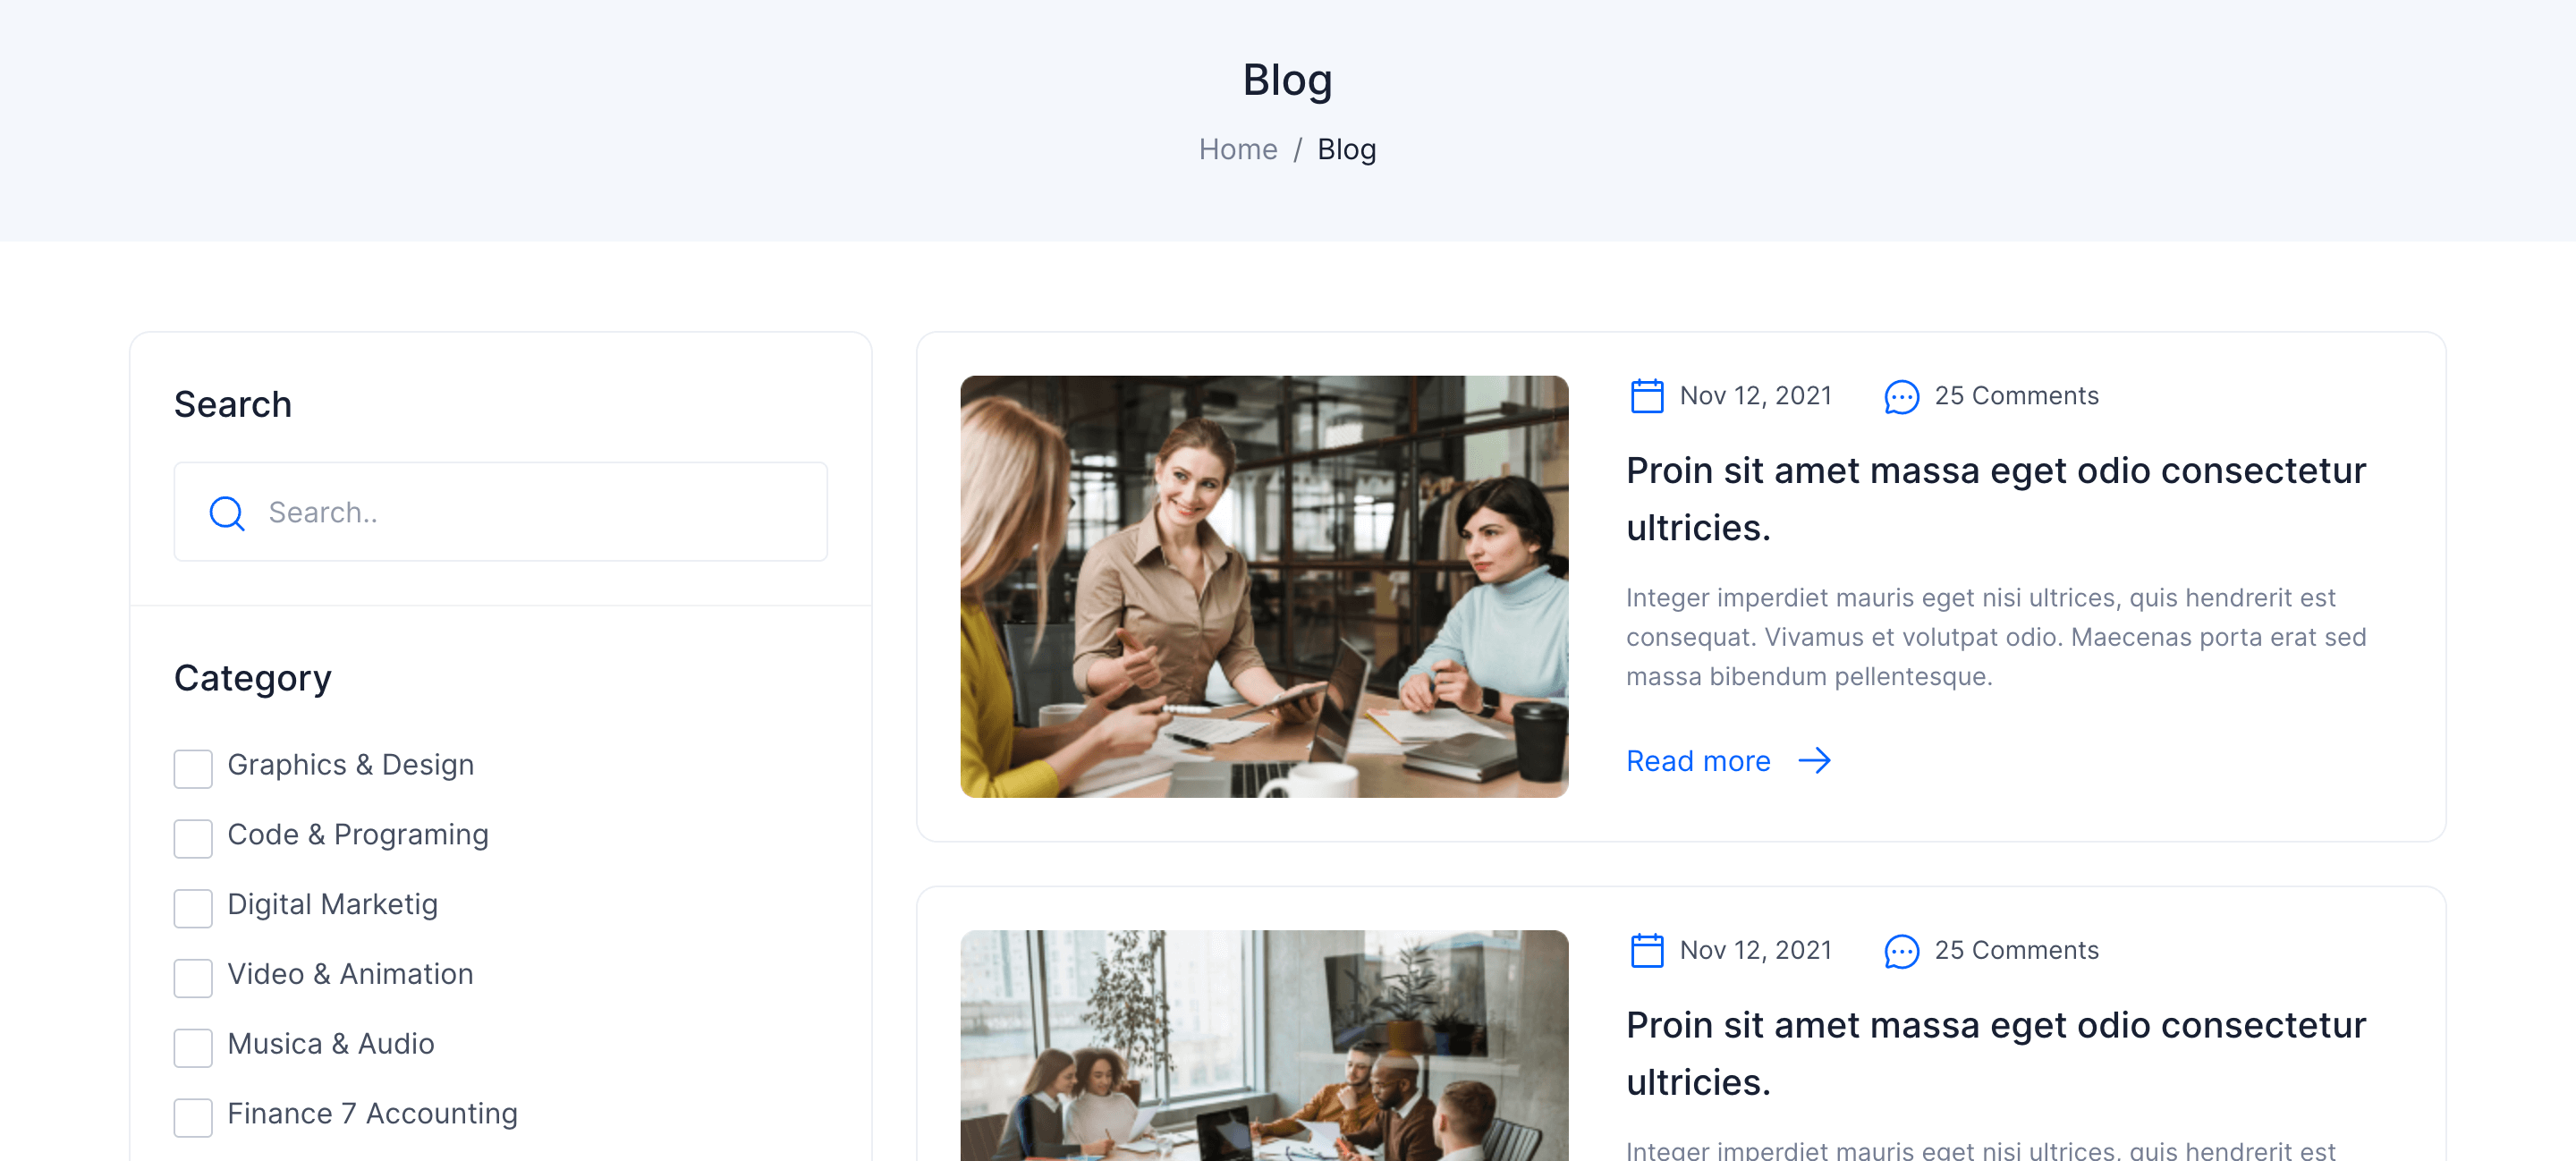 Blog
Home / Blog
Search
Search..
Category
Graphics & Design
Code & Programing
Digital Marketig
Video & Animation
Musica & Audio
Finance 7 Accounting
Nov 12, 2021 25 Comments
Proin sit amet massa eget odio consectetur
ultricies.
Integer imperdiet mauris eget nisi ultrices, quis hendrerit est
consequat. Vivamus et volutpat odio. Maecenas porta erat sed
massa bibendum pellentesque.
Read more
Nov 12, 2021 25 Comments
Proin sit amet massa eget odio consectetur
ultricies.
Integer imperdiet mauris eget nisi ultrices, quis hendrerit est